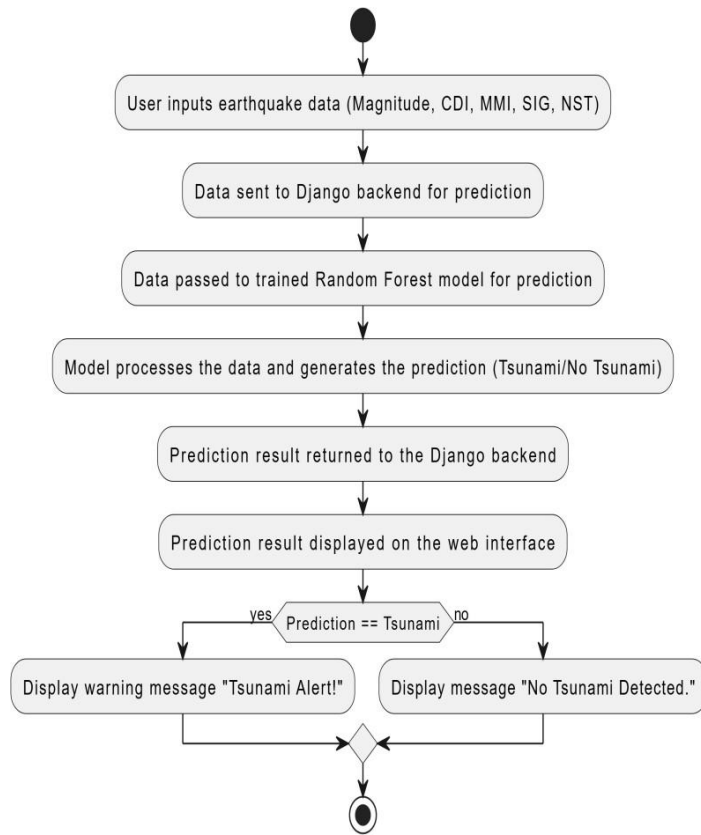 User inputs earthquake data (Magnitude, CDI, MMI, SIG, NST)
Data sent to Django backend for prediction
Data passed to trained Random Forest model for prediction
Model processes the data and generates the prediction (Tsunami/No Tsunami)
Prediction result returned to the Django backend
Prediction result displayed on the web interface
yes
Prediction == Tsunami
no
Display warning message "Tsunami Alert!"
Display message "No Tsunami Detected."